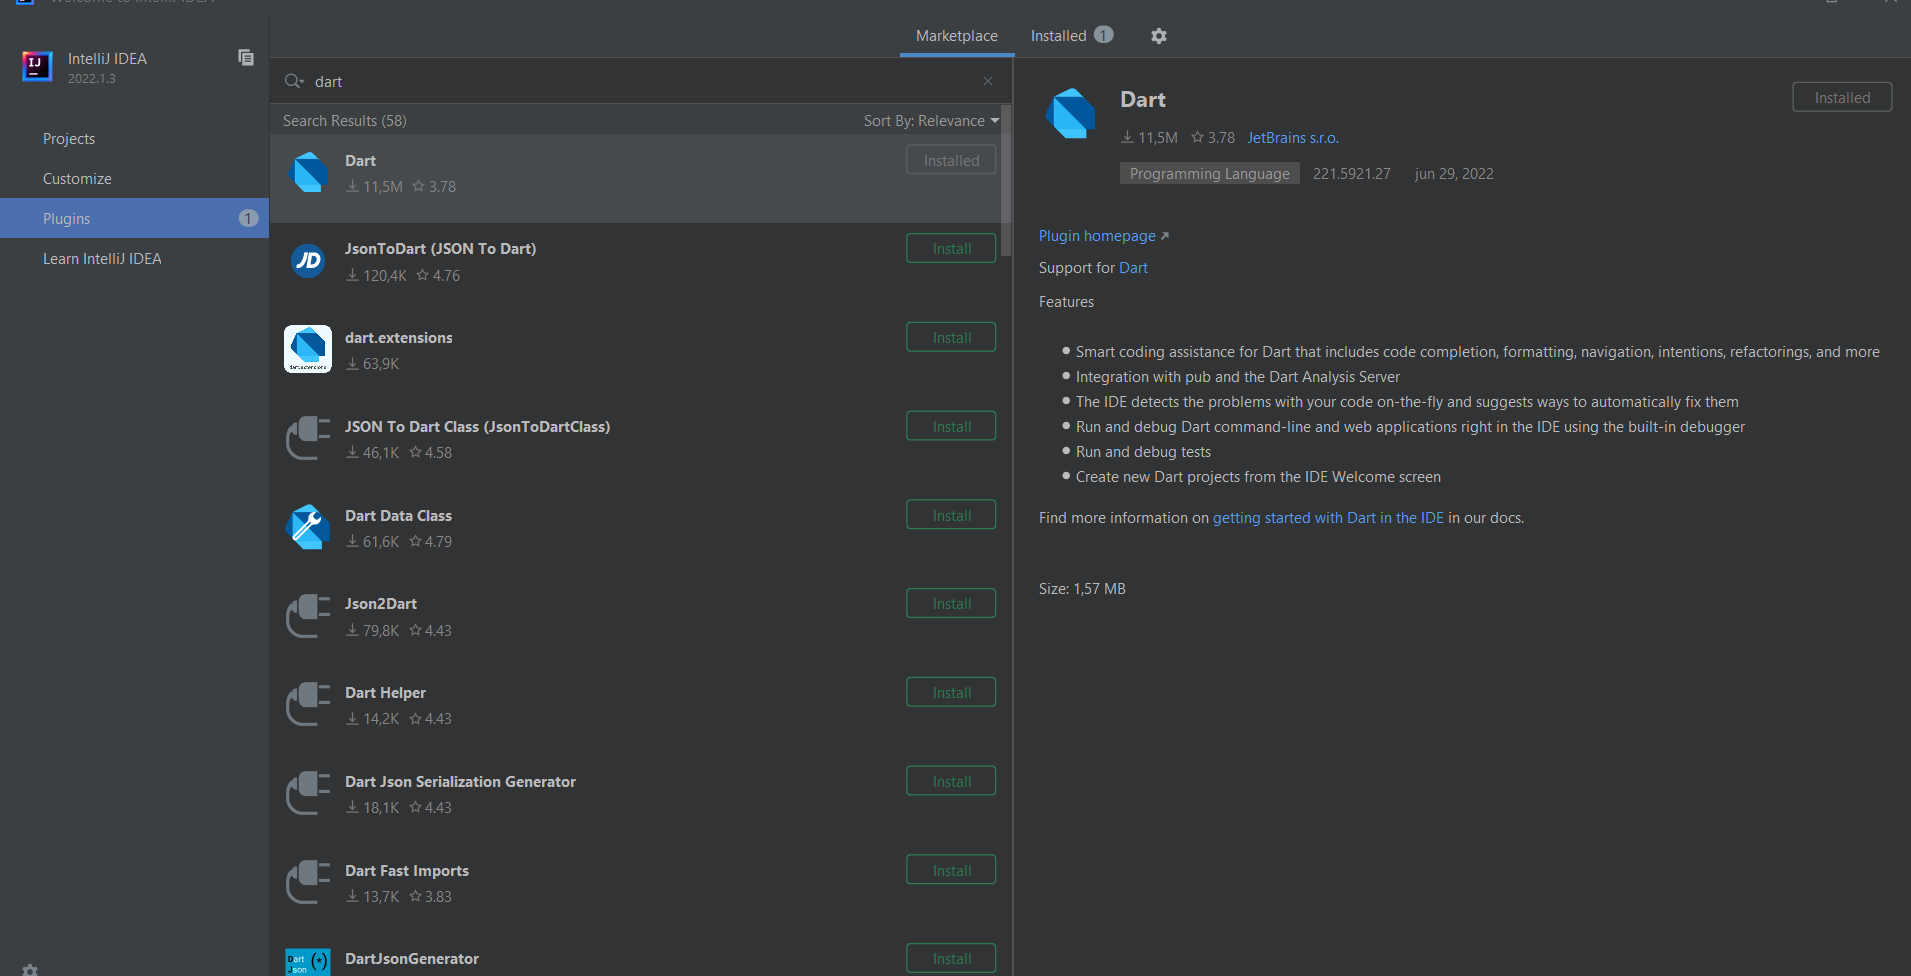 Welcome to IntelliJ IDEA
IJ
IntelliJ IDEA
2022.1.3
Projects
Customize
Plugins
1
Learn IntelliJ IDEA
Marketplace
Installed 1
dart
Search Results (58)
Sort By: Relevance
Dart
11,5M 3.78
Installed
JD
JsonToDart (JSON To Dart)
120,4K 4.76
Install
dart.extensions
dart.extensions
63,9K
Install
JSON To Dart Class (JsonToDartClass)
46,1K 4.58
Install
Dart Data Class
61,6K 4.79
Install
Json2Dart
79,8K 4.43
Install
Dart Helper
14,2K 4.43
Install
Dart Json Serialization Generator
18,1K 4.43
Install
Dart Fast Imports
13,7K 3.83
Install
Dart
Json
(*)
DartJsonGenerator
Install
Dart
Installed
11,5M 3.78 JetBrains s.r.o.
Programming Language 221.5921.27 jun 29, 2022
Plugin homepage
Support for Dart
Features
Smart coding assistance for Dart that includes code completion, formatting, navigation, intentions, refactorings, and more
Integration with pub and the Dart Analysis Server
The IDE detects the problems with your code on-the-fly and suggests ways to automatically fix them
Run and debug Dart command-line and web applications right in the IDE using the built-in debugger
Run and debug tests
Create new Dart projects from the IDE Welcome screen
Find more information on getting started with Dart in the IDE in our docs.
Size: 1,57 MB